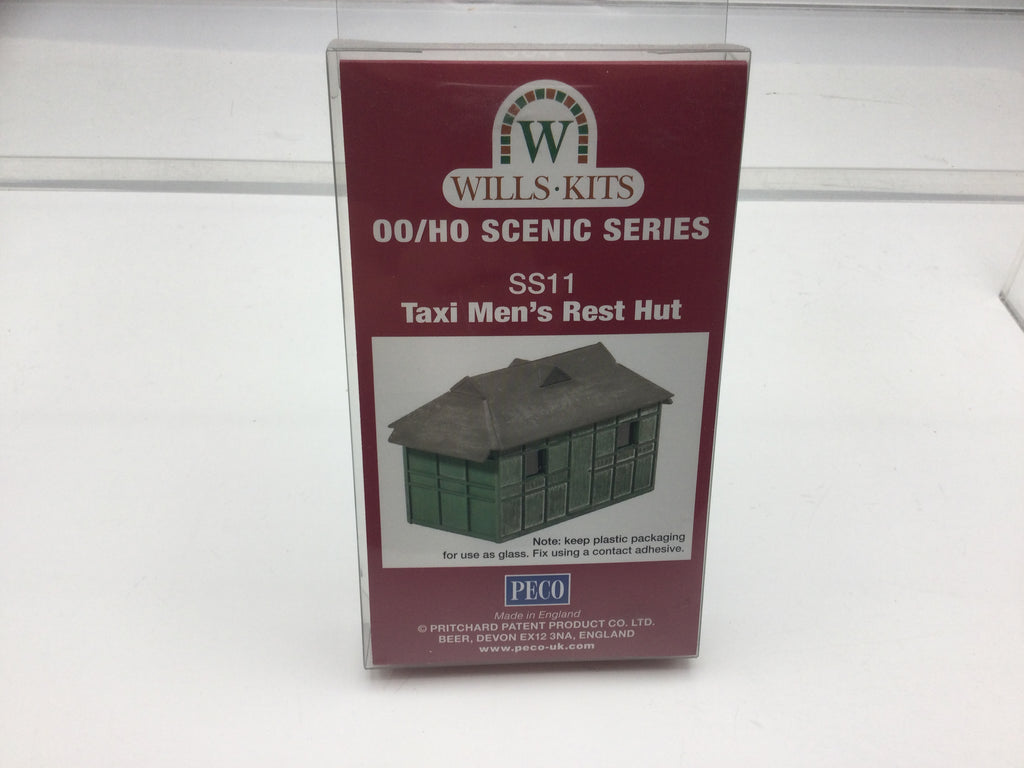 W
WILLS·KITS
OO/HO SCENIC SERIES
SS11
Taxi Men's Rest Hut
Note: keep plastic packaging
for use as glass. Fix using a contact adhesive.
PECO
Made in England
© PRITCHARD PATENT PRODUCT CO. LTD.
BEER, DEVON EX12 3NA, ENGLAND
www.peco-uk.com